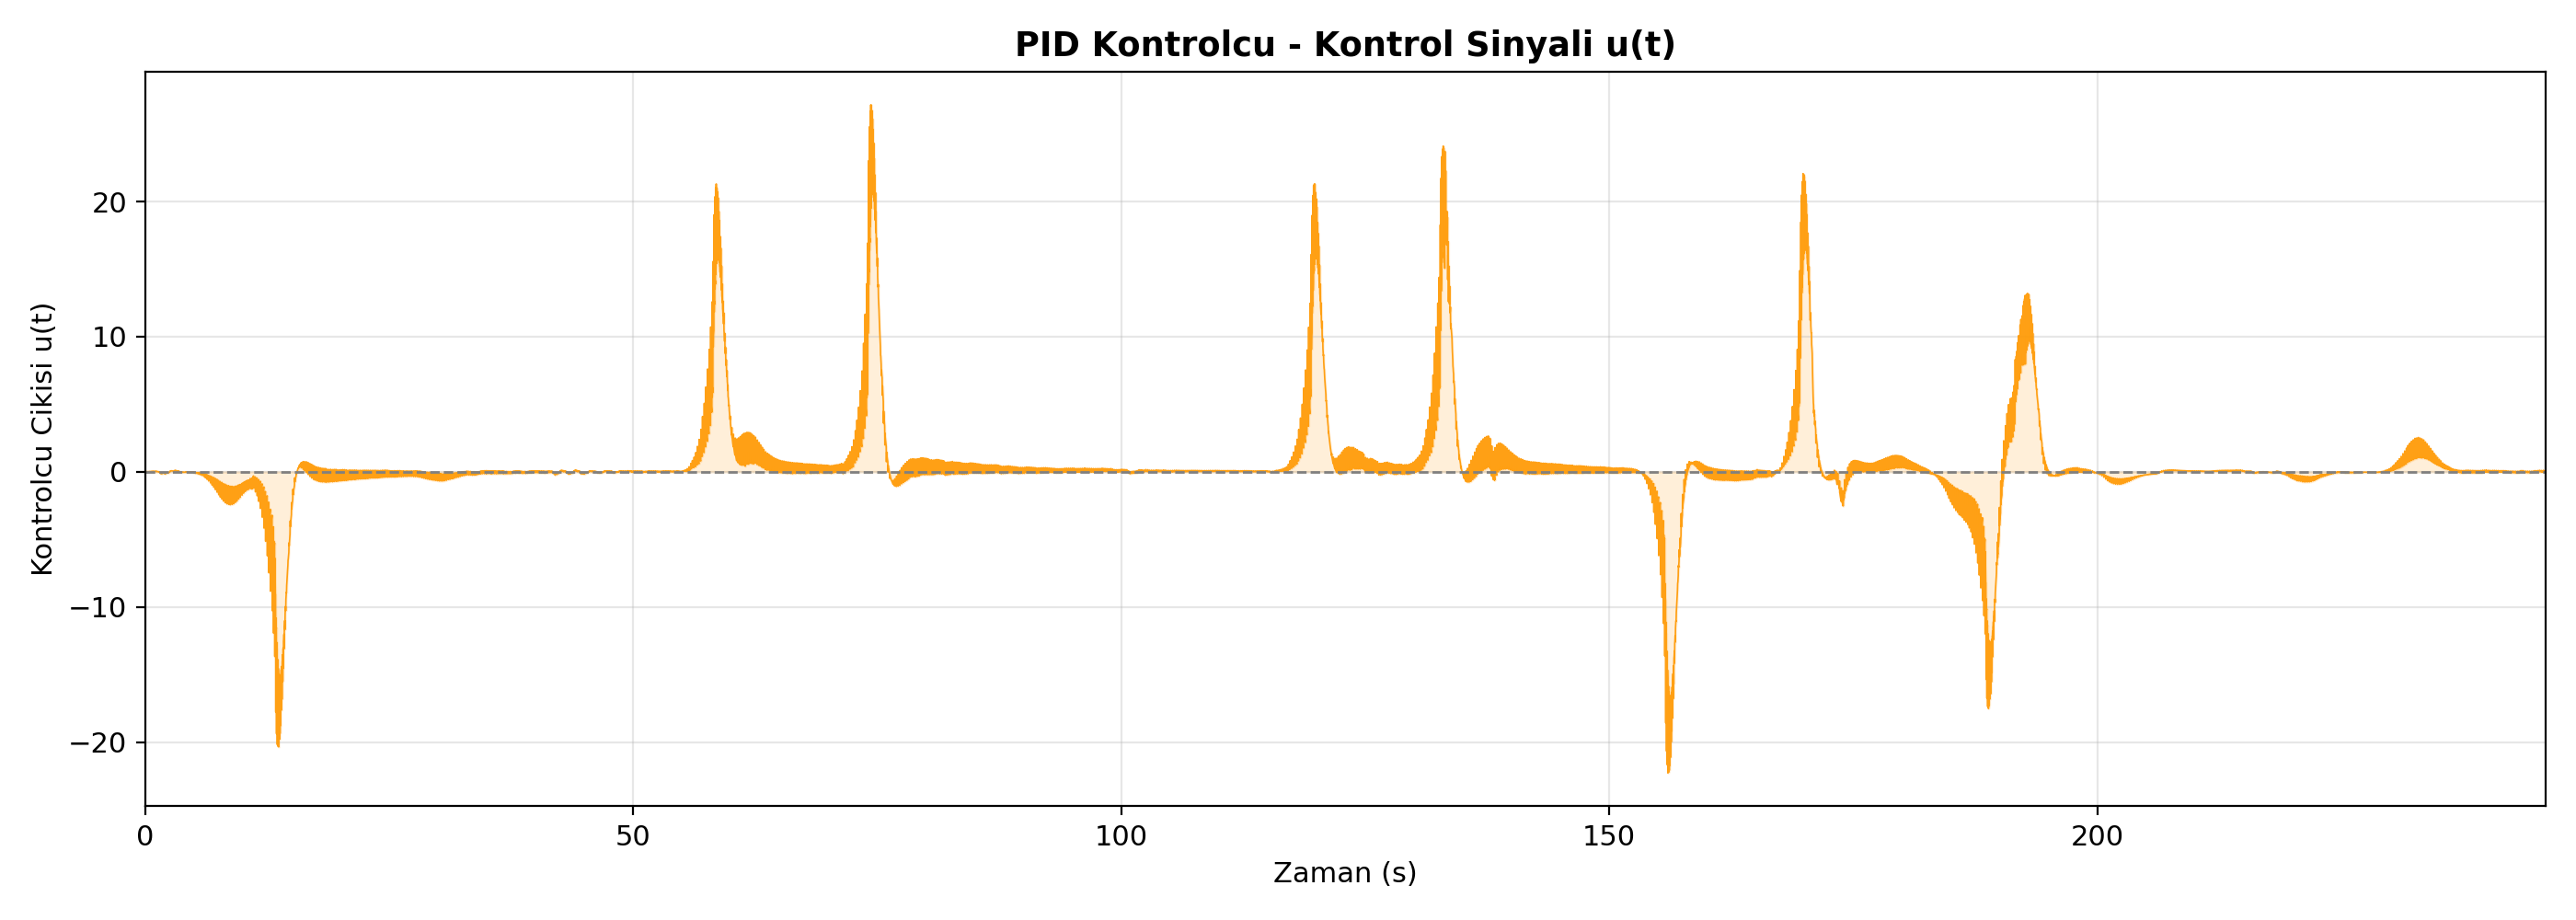 PID Kontrolcu - Kontrol Sinyali u(t)
Kontrolcu Cikisi u(t)
20
10
0
−10
−20
0 50 100 150 200
Zaman (s)